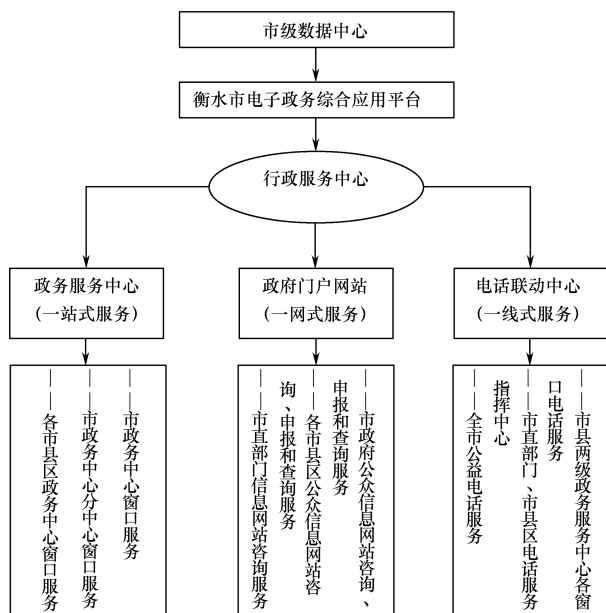 市级数据中心
衡水市电子政务综合应用平台
行政服务中心
政务服务中心
（一站式服务）
政府门户网站
（一网式服务）
电话联动中心
（一线式服务）
——市政务中心窗口服务
——市政务中心分中心窗口服务
——各市县区政务中心窗口服务
——市政府公众信息网站咨询、
申报和查询服务
——各市县区公众信息网站咨
询、申报和查询服务
——市直部门信息网站咨询服务
——市县两级政务服务中心各窗
口电话服务
——市直部门、市县区电话服务
指挥中心
——全市公益电话服务